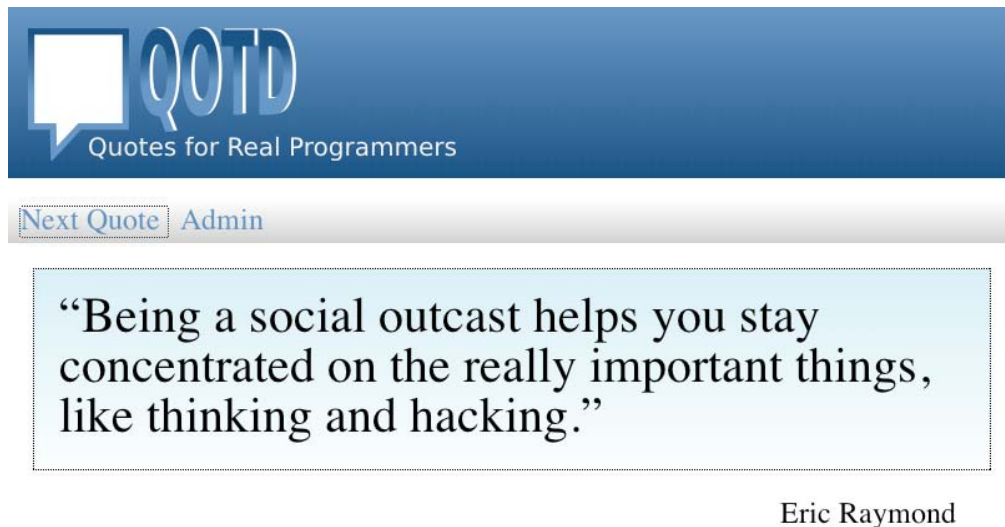 QOTD
Quotes for Real Programmers
Next Quote Admin
“Being a social outcast helps you stay
concentrated on the really important things,
like thinking and hacking.”
Eric Raymond